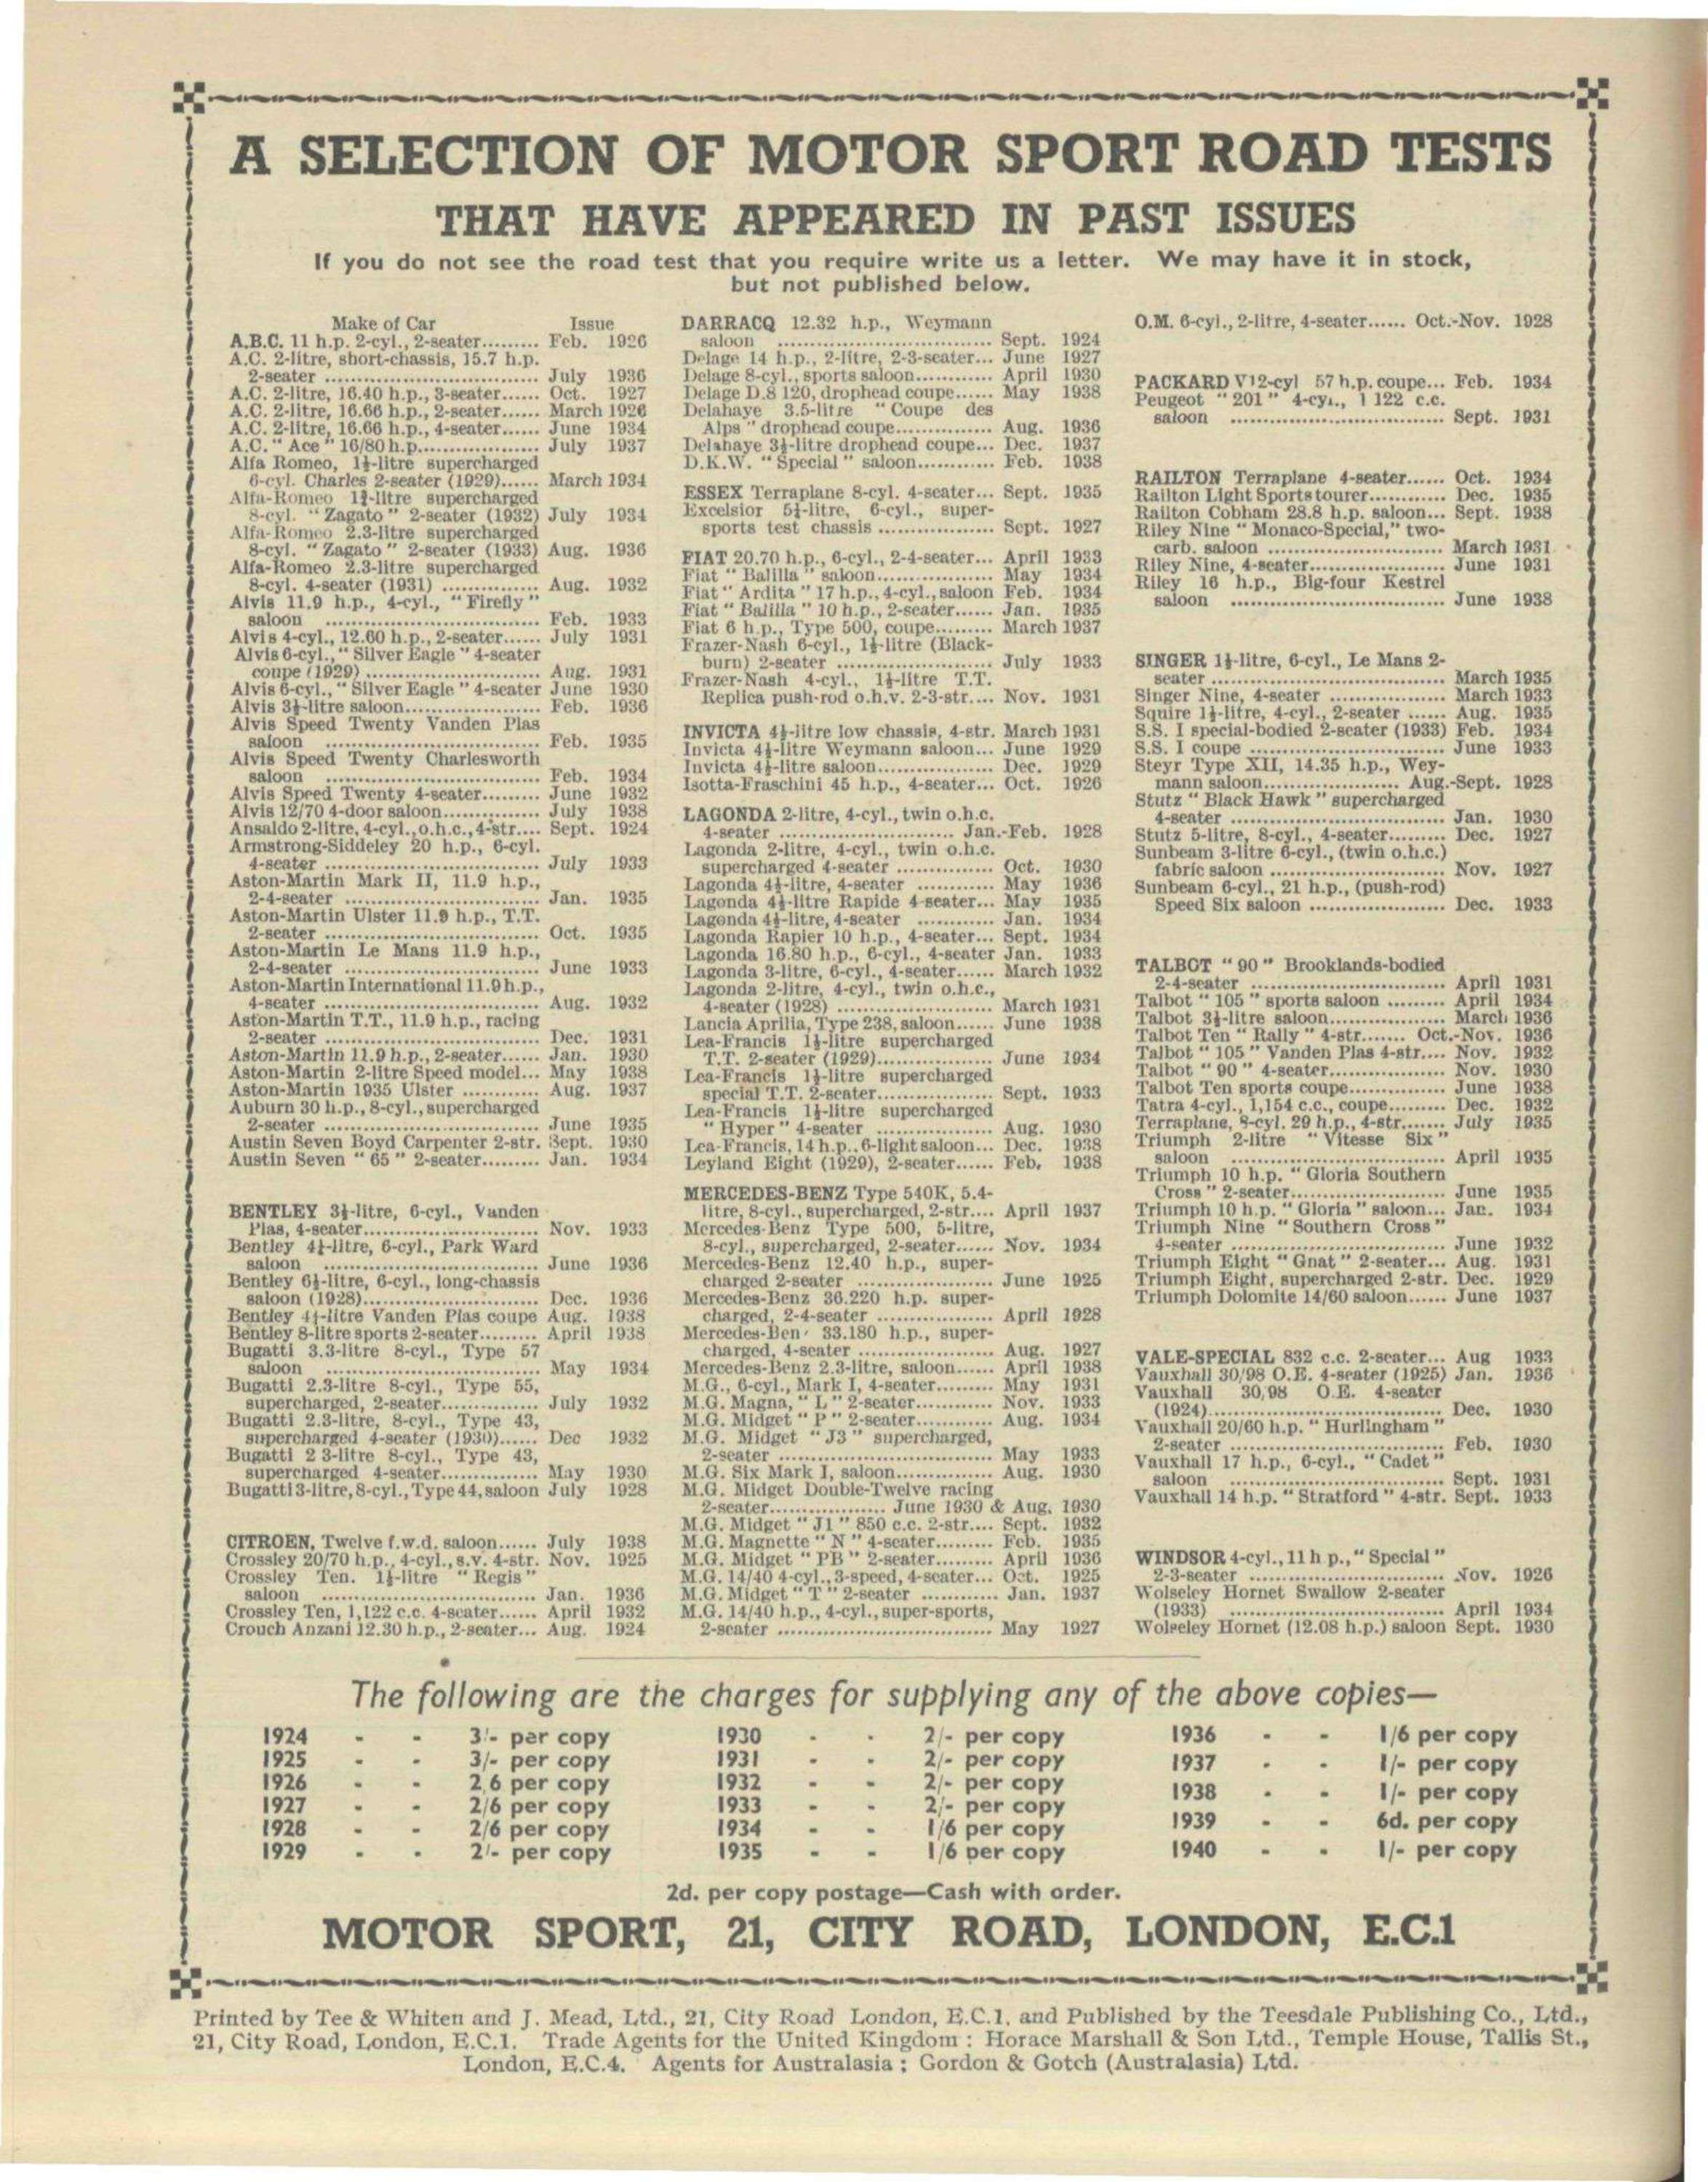 A SELECTION OF MOTOR SPORT ROAD TESTS
THAT HAVE APPEARED IN PAST ISSUES
If you do not see the road test that you require write us a letter. We may have it in stock,
but not published below.
Make of Car Issue
A.B.C. 11 h.p. 2-cyl., 2-seater......... Feb. 1926
A.C. 2-litre, short-chassis, 15.7 h.p.
2-seater .................................. July 1936
A.C. 2-litre, 16.40 h.p., 3-seater...... Oct. 1927
A.C. 2-litre, 16.66 h.p., 2-seater...... March 1926
A.C. 2-litre, 16.66 h.p., 4-seater...... June 1934
A.C. "Ace" 16/80 h.p................... July 1937
Alfa Romeo, 1½-litre supercharged
6-cyl. Charles 2-seater (1929)...... March 1934
Alfa-Romeo 1¾-litre supercharged
8-cyl. "Zagato" 2-seater (1932) July 1934
Alfa-Romeo 2.3-litre supercharged
8-cyl. "Zagato" 2-seater (1933) Aug. 1936
Alfa-Romeo 2.3-litre supercharged
8-cyl. 4-seater (1931) ............... Aug. 1932
Alvis 11.9 h.p., 4-cyl., "Firefly"
saloon .................................. Feb. 1933
Alvis 4-cyl., 12.60 h.p., 2-seater...... July 1931
Alvis 6-cyl., "Silver Eagle" 4-seater
coupe (1929) ........................... Aug. 1931
Alvis 6-cyl., "Silver Eagle" 4-seater June 1930
Alvis 3½-litre saloon..................... Feb. 1936
Alvis Speed Twenty Vanden Plas
saloon .................................. Feb. 1935
Alvis Speed Twenty Charlesworth
saloon .................................. Feb. 1934
Alvis Speed Twenty 4-seater......... June 1932
Alvis 12/70 4-door saloon............... July 1938
Ansaldo 2-litre, 4-cyl., o.h.c., 4-str.... Sept. 1924
Armstrong-Siddeley 20 h.p., 6-cyl.
4-seater .................................. July 1933
Aston-Martin Mark II, 11.9 h.p.,
2-4-seater .............................. Jan. 1935
Aston-Martin Ulster 11.9 h.p., T.T.
2-seater .................................. Oct. 1935
Aston-Martin Le Mans 11.9 h.p.,
2-4-seater .............................. June 1933
Aston-Martin International 11.9 h.p.,
4-seater .................................. Aug. 1932
Aston-Martin T.T., 11.9 h.p., racing
2-seater .................................. Dec. 1931
Aston-Martin 11.9 h.p., 2-seater...... Jan. 1930
Aston-Martin 2-litre Speed model... May 1938
Aston-Martin 1935 Ulster ............ Aug. 1937
Auburn 30 h.p., 8-cyl., supercharged
2-seater .................................. June 1935
Austin Seven Boyd Carpenter 2-str. Sept. 1930
Austin Seven "65" 2-seater......... Jan. 1934
BENTLEY 3½-litre, 6-cyl., Vanden
Plas, 4-seater........................... Nov. 1933
Bentley 4¼-litre, 6-cyl., Park Ward
saloon .................................. June 1936
Bentley 6½-litre, 6-cyl., long-chassis
saloon (1928)........................... Dec. 1936
Bentley 4¼-litre Vanden Plas coupe Aug. 1938
Bentley 8-litre sports 2-seater......... April 1938
Bugatti 3.3-litre 8-cyl., Type 57
saloon .................................. May 1934
Bugatti 2.3-litre 8-cyl., Type 55,
supercharged, 2-seater............... July 1932
Bugatti 2.3-litre, 8-cyl., Type 43,
supercharged 4-seater (1930)...... Dec 1932
Bugatti 2 3-litre 8-cyl., Type 43,
supercharged 4-seater............... May 1930
Bugatti 3-litre, 8-cyl., Type 44, saloon July 1928
CITROEN, Twelve f.w.d. saloon...... July 1938
Crossley 20/70 h.p., 4-cyl., s.v. 4-str. Nov. 1925
Crossley Ten. 1½-litre "Regis"
saloon .................................. Jan. 1936
Crossley Ten, 1,122 c.c. 4-seater...... April 1932
Crouch Anzani 12.30 h.p., 2-seater... Aug. 1924
DARRACQ 12.32 h.p., Weymann
saloon .................................. Sept. 1924
Delage 14 h.p., 2-litre, 2-3-seater... June 1927
Delage 8-cyl., sports saloon............ April 1930
Delage D.8 120, drophead coupe...... May 1938
Delahaye 3.5-litre "Coupe des
Alps" drophead coupe............... Aug. 1936
Delahaye 3½-litre drophead coupe... Dec. 1937
D.K.W. "Special" saloon............ Feb. 1938
ESSEX Terraplane 8-cyl. 4-seater... Sept. 1935
Excelsior 5¼-litre, 6-cyl., super-
sports test chassis .................. Sept. 1927
FIAT 20.70 h.p., 6-cyl., 2-4-seater... April 1933
Fiat "Balilla" saloon.................. May 1934
Fiat "Ardita" 17 h.p., 4-cyl., saloon Feb. 1934
Fiat "Balilla" 10 h.p., 2-seater...... Jan. 1935
Fiat 6 h.p., Type 500, coupe......... March 1937
Frazer-Nash 6-cyl., 1½-litre (Black-
burn) 2-seater ........................ July 1933
Frazer-Nash 4-cyl., 1½-litre T.T.
Replica push-rod o.h.v. 2-3-str.... Nov. 1931
INVICTA 4½-litre low chassis, 4-str. March 1931
Invicta 4½-litre Weymann saloon... June 1929
Invicta 4½-litre saloon.................. Dec. 1929
Isotta-Fraschini 45 h.p., 4-seater... Oct. 1926
LAGONDA 2-litre, 4-cyl., twin o.h.c.
4-seater ........................... Jan.-Feb. 1928
Lagonda 2-litre, 4-cyl., twin o.h.c.
supercharged 4-seater ............... Oct. 1930
Lagonda 4½-litre, 4-seater ............ May 1936
Lagonda 4½-litre Rapide 4-seater... May 1935
Lagonda 4½-litre, 4-seater ............ Jan. 1934
Lagonda Rapier 10 h.p., 4-seater... Sept. 1934
Lagonda 16.80 h.p., 6-cyl., 4-seater Jan. 1933
Lagonda 3-litre, 6-cyl., 4-seater...... March 1932
Lagonda 2-litre, 4-cyl., twin o.h.c.,
4-seater (1928) ........................ March 1931
Lancia Aprilia, Type 238, saloon...... June 1938
Lea-Francis 1½-litre supercharged
T.T. 2-seater (1929).................. June 1934
Lea-Francis 1½-litre supercharged
special T.T. 2-seater.................. Sept. 1933
Lea-Francis 1½-litre supercharged
"Hyper" 4-seater .................. Aug. 1930
Lea-Francis, 14 h.p., 6-light saloon... Dec. 1938
Leyland Eight (1929), 2-seater...... Feb. 1938
MERCEDES-BENZ Type 540K, 5.4-
litre, 8-cyl., supercharged, 2-str.... April 1937
Mercedes-Benz Type 500, 5-litre,
8-cyl., supercharged, 2-seater...... Nov. 1934
Mercedes-Benz 12.40 h.p., super-
charged 2-seater ..................... June 1925
Mercedes-Benz 36.220 h.p. super-
charged, 2-4-seater .................. April 1928
Mercedes-Ben 33.180 h.p., super-
charged, 4-seater ..................... Aug. 1927
Mercedes-Benz 2.3-litre, saloon...... April 1938
M.G., 6-cyl., Mark I, 4-seater......... May 1931
M.G. Magna, "L" 2-seater............ Nov. 1933
M.G. Midget "P" 2-seater............ Aug. 1934
M.G. Midget "J3" supercharged,
2-seater .................................. May 1933
M.G. Six Mark I, saloon............... Aug. 1930
M.G. Midget Double-Twelve racing
2-seater.................. June 1930 & Aug. 1930
M.G. Midget "J1" 850 c.c. 2-str.... Sept. 1932
M.G. Magnette "N" 4-seater......... Feb. 1935
M.G. Midget "PB" 2-seater......... April 1936
M.G. 14/40 4-cyl., 3-speed, 4-seater... Oct. 1925
M.G. Midget "T" 2-seater ............ Jan. 1937
M.G. 14/40 h.p., 4-cyl., super-sports,
2-seater .................................. May 1927
O.M. 6-cyl., 2-litre, 4-seater...... Oct.-Nov. 1928
PACKARD V12-cyl 57 h.p. coupe... Feb. 1934
Peugeot "201" 4-cyl., 1 122 c.c.
saloon .................................. Sept. 1931
RAILTON Terraplane 4-seater...... Oct. 1934
Railton Light Sports tourer............ Dec. 1935
Railton Cobham 28.8 h.p. saloon... Sept. 1938
Riley Nine "Monaco-Special," two-
carb. saloon ........................... March 1931
Riley Nine, 4-seater..................... June 1931
Riley 16 h.p., Big-four Kestrel
saloon .................................. June 1938
SINGER 1½-litre, 6-cyl., Le Mans 2-
seater ..................................... March 1935
Singer Nine, 4-seater .................. March 1933
Squire 1½-litre, 4-cyl., 2-seater ...... Aug. 1935
S.S. I special-bodied 2-seater (1933) Feb. 1934
S.S. I coupe .............................. June 1933
Steyr Type XII, 14.35 h.p., Wey-
mann saloon..................... Aug.-Sept. 1928
Stutz "Black Hawk" supercharged
4-seater .................................. Jan. 1930
Stutz 5-litre, 8-cyl., 4-seater......... Dec. 1927
Sunbeam 3-litre 6-cyl., (twin o.h.c.)
fabric saloon ........................... Nov. 1927
Sunbeam 6-cyl., 21 h.p., (push-rod)
Speed Six saloon ..................... Dec. 1933
TALBOT "90" Brooklands-bodied
2-4-seater .............................. April 1931
Talbot "105" sports saloon ......... April 1934
Talbot 3½-litre saloon.................. March 1936
Talbot Ten "Rally" 4-str....... Oct.-Nov. 1936
Talbot "105" Vanden Plas 4-str.... Nov. 1932
Talbot "90" 4-seater.................. Nov. 1930
Talbot Ten sports coupe............... June 1938
Tatra 4-cyl., 1,154 c.c., coupe......... Dec. 1932
Terraplane, 8-cyl. 29 h.p., 4-str....... July 1935
Triumph 2-litre "Vitesse Six"
saloon .................................. April 1935
Triumph 10 h.p. "Gloria Southern
Cross" 2-seater........................ June 1935
Triumph 10 h.p. "Gloria" saloon... Jan. 1934
Triumph Nine "Southern Cross"
4-seater .................................. June 1932
Triumph Eight "Gnat" 2-seater... Aug. 1931
Triumph Eight, supercharged 2-str. Dec. 1929
Triumph Dolomite 14/60 saloon...... June 1937
VALE-SPECIAL 832 c.c. 2-seater... Aug 1933
Vauxhall 30/98 O.E. 4-seater (1925) Jan. 1936
Vauxhall 30,98 O.E. 4-seater
(1924)..................................... Dec. 1930
Vauxhall 20/60 h.p. "Hurlingham"
2-seater .................................. Feb. 1930
Vauxhall 17 h.p., 6-cyl., "Cadet"
saloon .................................. Sept. 1931
Vauxhall 14 h.p. "Stratford" 4-str. Sept. 1933
WINDSOR 4-cyl., 11 h p., "Special"
2-3-seater .............................. Nov. 1926
Wolseley Hornet Swallow 2-seater
(1933) .................................. April 1934
Wolseley Hornet (12.08 h.p.) saloon Sept. 1930
The following are the charges for supplying any of the above copies—
1924 - - 3/- per copy
1925 - - 3/- per copy
1926 - - 2 6 per copy
1927 - - 2/6 per copy
1928 - - 2/6 per copy
1929 - - 2/- per copy
1930 - - 2/- per copy
1931 - - 2/- per copy
1932 - - 2/- per copy
1933 - - 2/- per copy
1934 - - 1/6 per copy
1935 - - 1/6 per copy
1936 - - 1/6 per copy
1937 - - 1/- per copy
1938 - - 1/- per copy
1939 - - 6d. per copy
1940 - - 1/- per copy
2d. per copy postage—Cash with order.
MOTOR SPORT, 21, CITY ROAD, LONDON, E.C.1
Printed by Tee & Whiten and J. Mead, Ltd., 21, City Road London, E.C.1, and Published by the Teesdale Publishing Co., Ltd.,
21, City Road, London, E.C.1. Trade Agents for the United Kingdom : Horace Marshall & Son Ltd., Temple House, Tallis St.,
London, E.C.4. Agents for Australasia ; Gordon & Gotch (Australasia) Ltd.